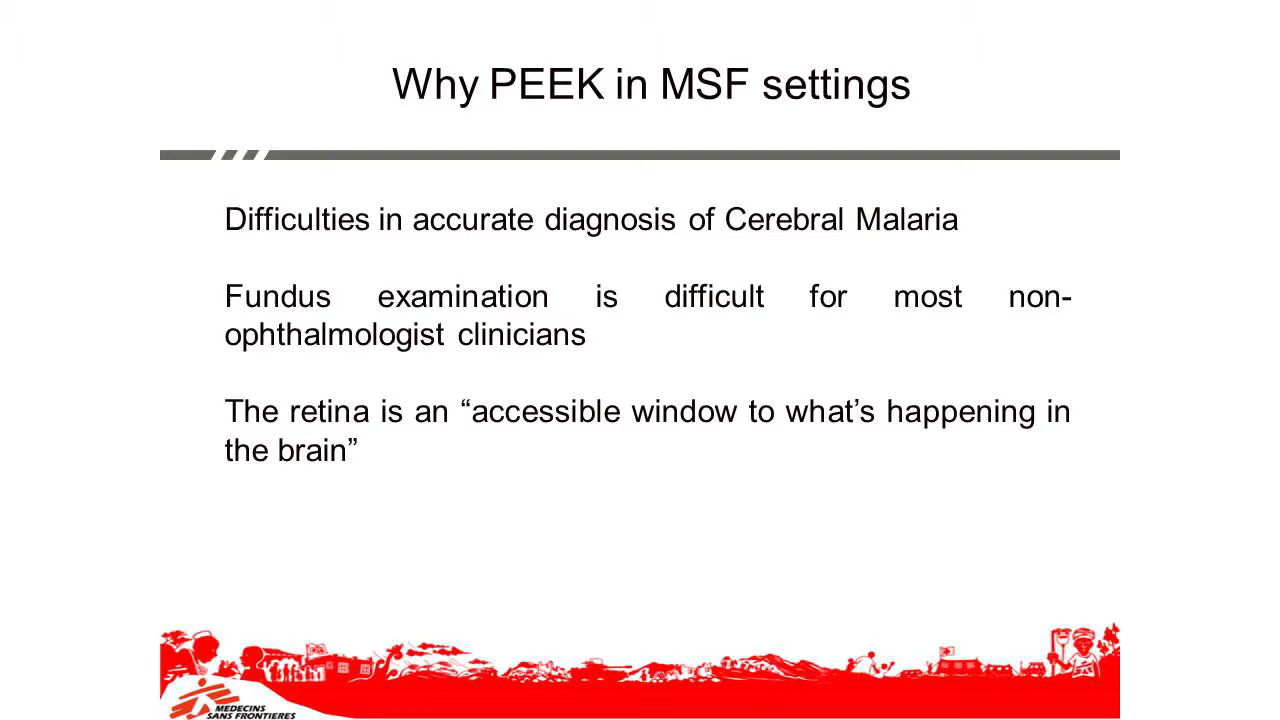 Why PEEK in MSF settings
Difficulties in accurate diagnosis of Cerebral Malaria
Fundus examination is difficult for most non-
ophthalmologist clinicians
The retina is an “accessible window to what’s happening in
the brain”
MEDECINS
SANS FRONTIERES